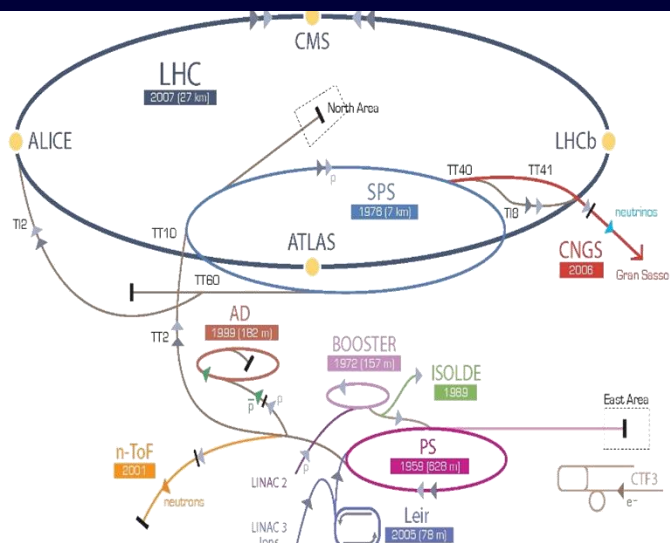 CMS
LHC
2007 (27 km)
North Area
ALICE
LHCb
TT40
TT41
SPS
1976 (7 km)
TI8
neutrinos
TI2
TT10
ATLAS
CNGS
2006
Gran Sasso
TT60
AD
1999 (182 m)
TT2
BOOSTER
1972 (157 m)
ISOLDE
1989
p
p
p
East Area
n-ToF
2001
PS
1959 (628 m)
p
neutrons
LINAC 2
CTF3
e-
LINAC 3
Ions
Leir
2005 (78 m)